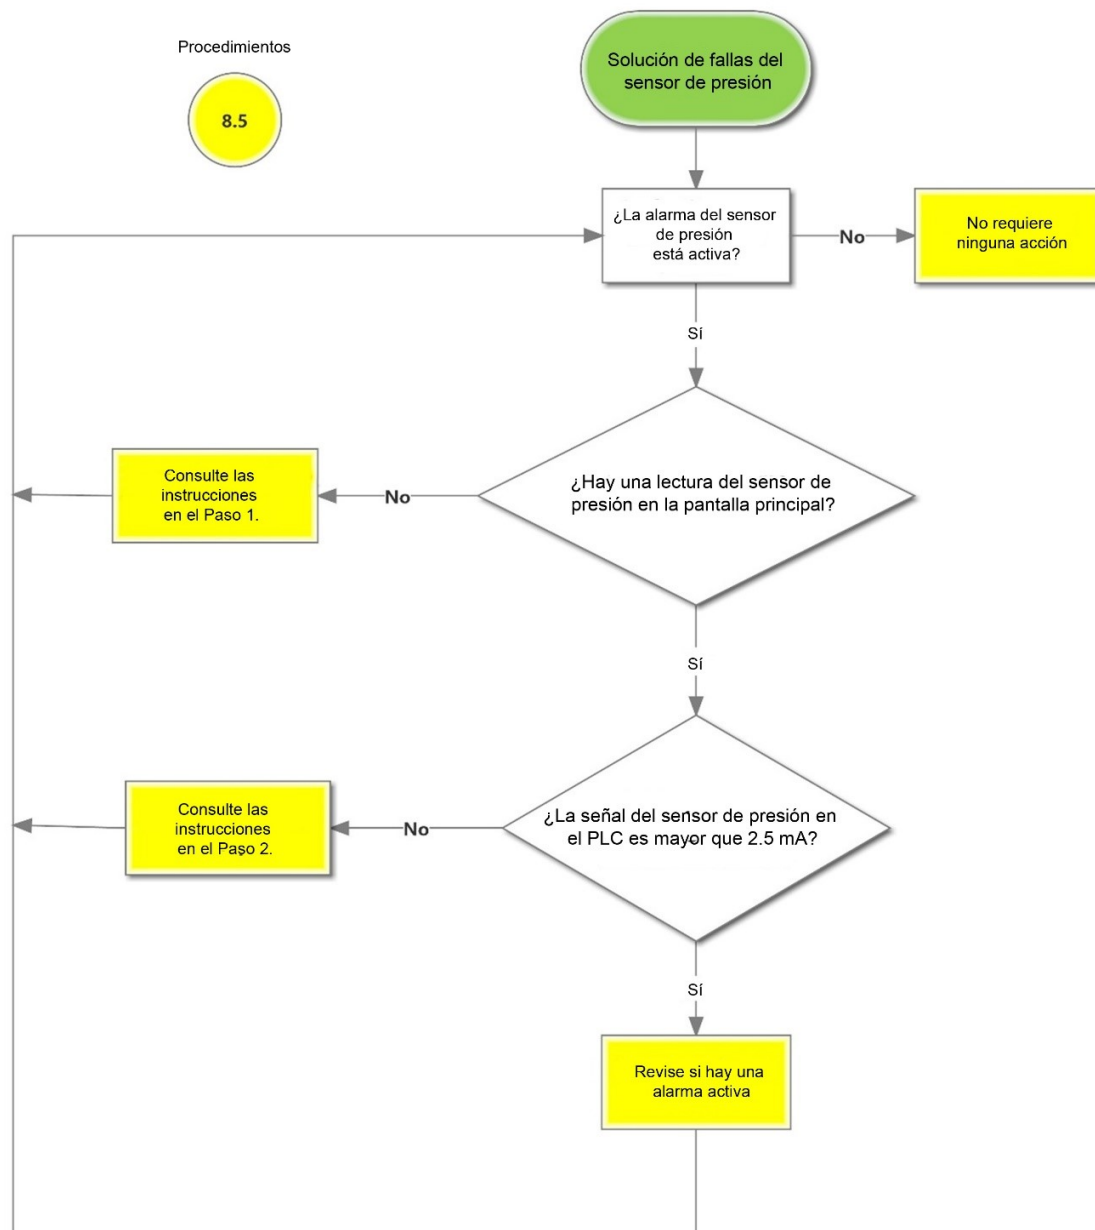 Procedimientos
8.5
Solución de fallas del
sensor de presión
¿La alarma del sensor
de presión
está activa?
No
No requiere
ninguna acción
Sí
¿Hay una lectura del sensor de
presión en la pantalla principal?
No
Consulte las
instrucciones
en el Paso 1.
Sí
¿La señal del sensor de presión en
el PLC es mayor que 2.5 mA?
No
Consulte las
instrucciones
en el Paso 2.
Sí
Revise si hay una
alarma activa